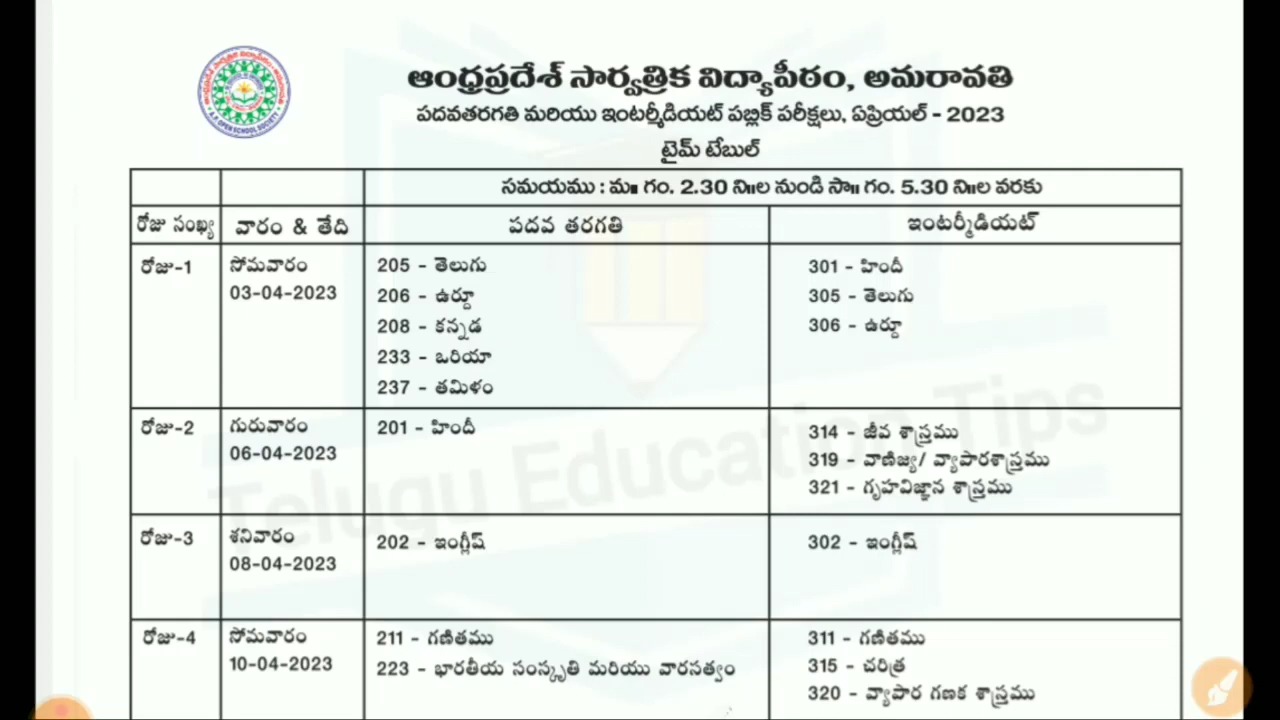 ఆంధ్రప్రదేశ్ సార్వత్రిక విద్యాపీఠం, అమరావతి
పదవతరగతి మరియు ఇంటర్మీడియట్ పబ్లిక్ పరీక్షలు, ఏప్రియల్ - 2023
టైమ్ టేబుల్
సమయము : మ॥ గం. 2.30 ని॥ల నుండి సా॥ గం. 5.30 ని॥ల వరకు
రోజు సంఖ్య వారం & తేది పదవ తరగతి ఇంటర్మీడియట్
రోజు-1 సోమవారం 205 - తెలుగు 301 - హిందీ
03-04-2023 206 - ఉర్దూ 305 - తెలుగు
208 - కన్నడ 306 - ఉర్దూ
233 - ఒరియా
237 - తమిళం
రోజు-2 గురువారం 201 - హిందీ 314 - జీవ శాస్త్రము
06-04-2023 319 - వాణిజ్య/ వ్యాపారశాస్త్రము
321 - గృహవిజ్ఞాన శాస్త్రము
రోజు-3 శనివారం 202 - ఇంగ్లీష్ 302 - ఇంగ్లీష్
08-04-2023
రోజు-4 సోమవారం 211 - గణితము 311 - గణితము
10-04-2023 223 - భారతీయ సంస్కృతి మరియు వారసత్వం 315 - చరిత్ర
320 - వ్యాపార గణక శాస్త్రము
Telugu Education Tips
A.P. OPEN SCHOOL SOCIETY